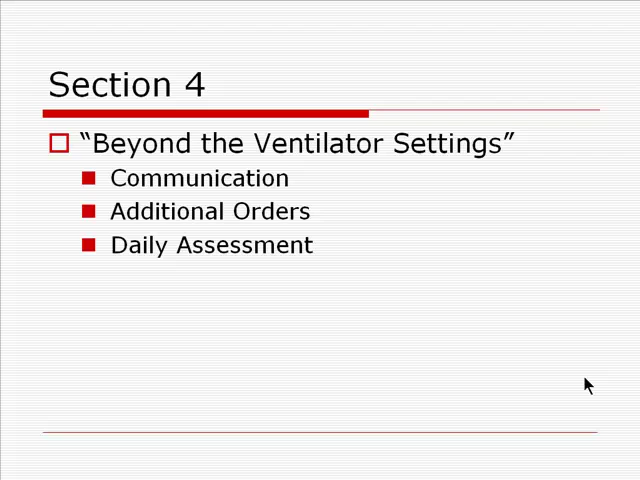 Section 4
“Beyond the Ventilator Settings”
Communication
Additional Orders
Daily Assessment